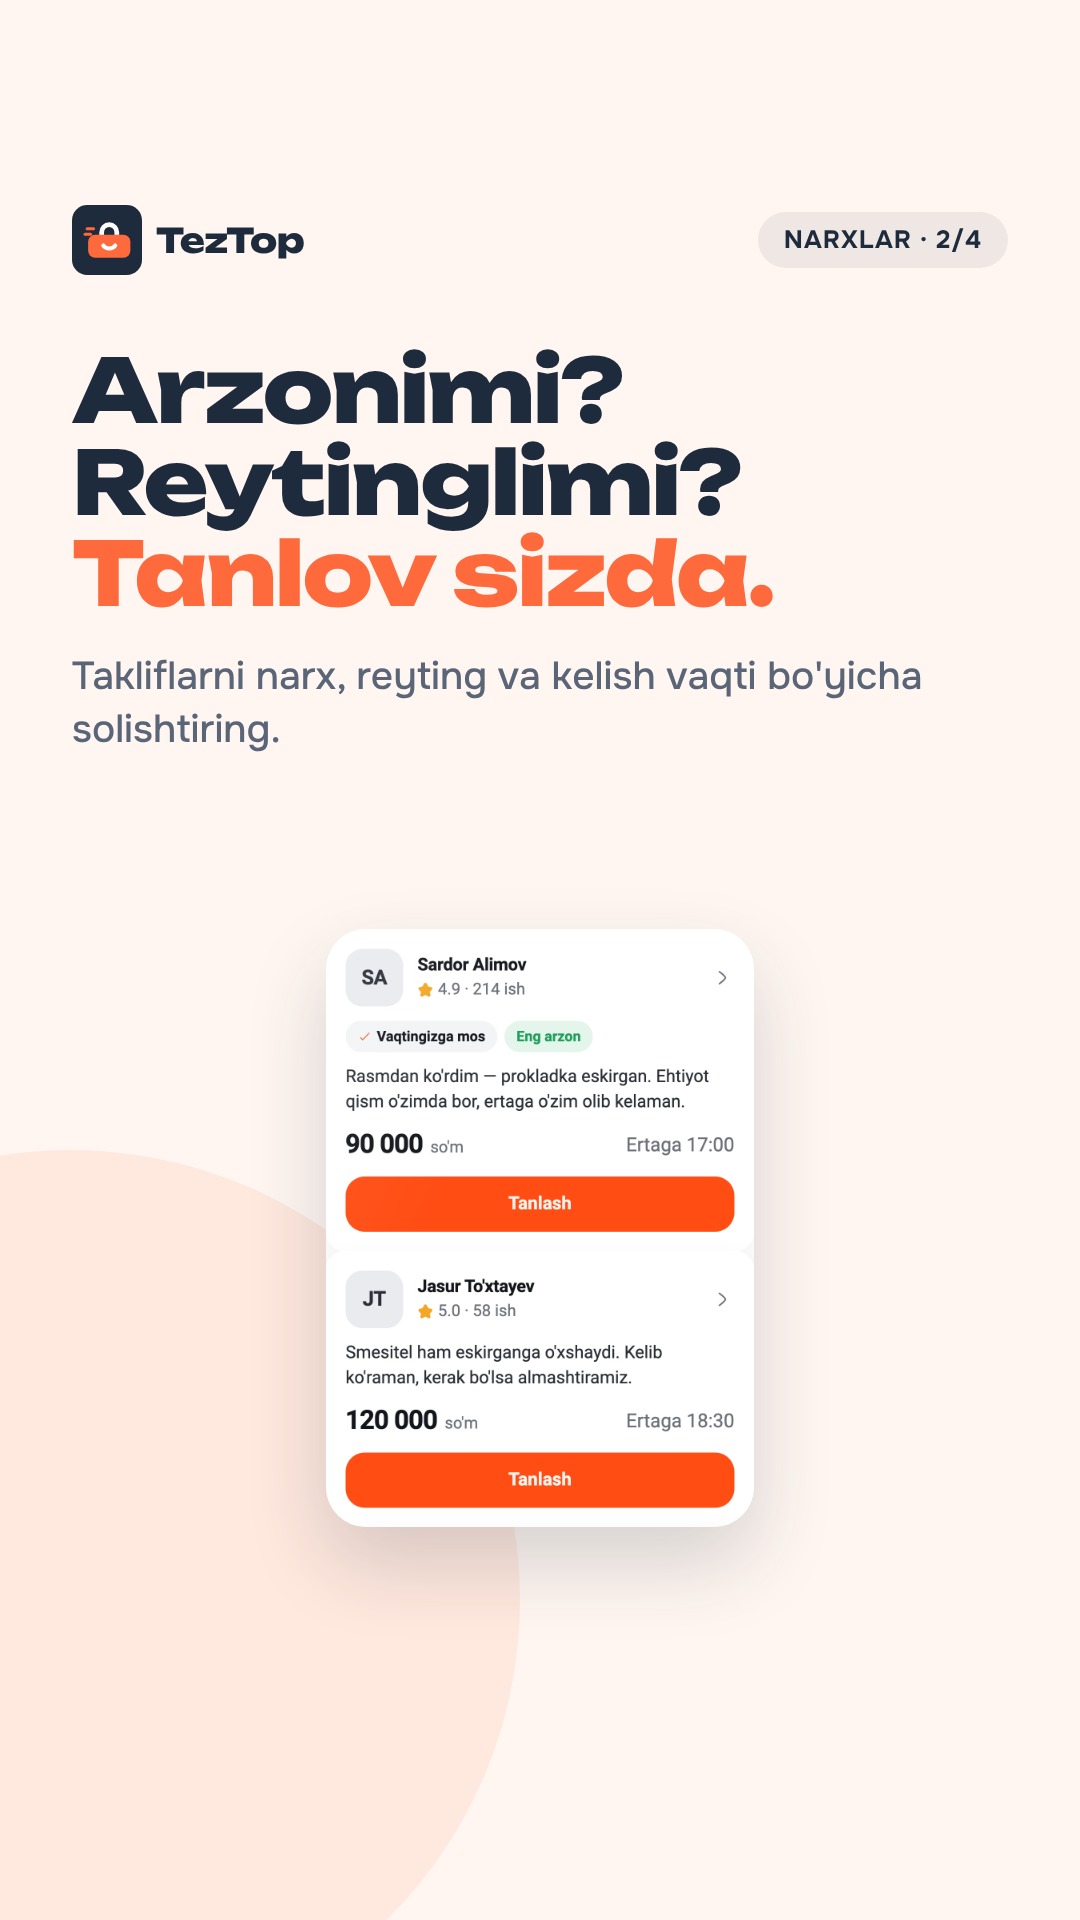 TezTop
NARXLAR · 2/4
Arzonimi?
Reytinglimi?
Tanlov sizda.
Takliflarni narx, reyting va kelish vaqti bo'yicha
solishtiring.
SA
Sardor Alimov
4.9 · 214 ish
Vaqtingizga mos
Eng arzon
Rasmdan ko'rdim — prokladka eskirgan. Ehtiyot
qism o'zimda bor, ertaga o'zim olib kelaman.
90 000 so'm
Ertaga 17:00
Tanlash
JT
Jasur To'xtayev
5.0 · 58 ish
Smesitel ham eskirganga o'xshaydi. Kelib
ko'raman, kerak bo'lsa almashtiramiz.
120 000 so'm
Ertaga 18:30
Tanlash